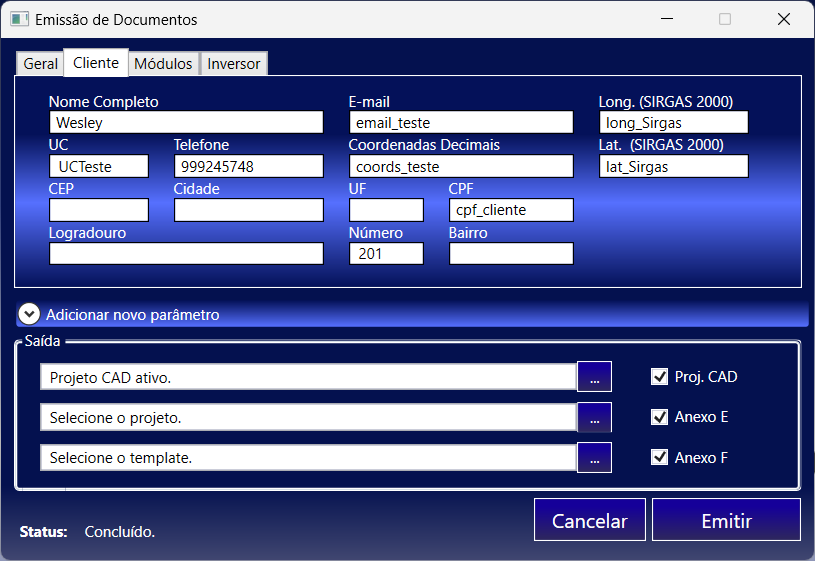 Emissão de Documentos
Geral Cliente Módulos Inversor
Nome Completo E-mail Long. (SIRGAS 2000)
Wesley email_teste long_Sirgas
UC Telefone Coordenadas Decimais Lat. (SIRGAS 2000)
UCTeste 999245748 coords_teste lat_Sirgas
CEP Cidade UF CPF
cpf_cliente
Logradouro Número Bairro
201
Adicionar novo parâmetro
Saída
Projeto CAD ativo. ... Proj. CAD
Selecione o projeto. ... Anexo E
Selecione o template. ... Anexo F
Cancelar Emitir
Status: Concluído.